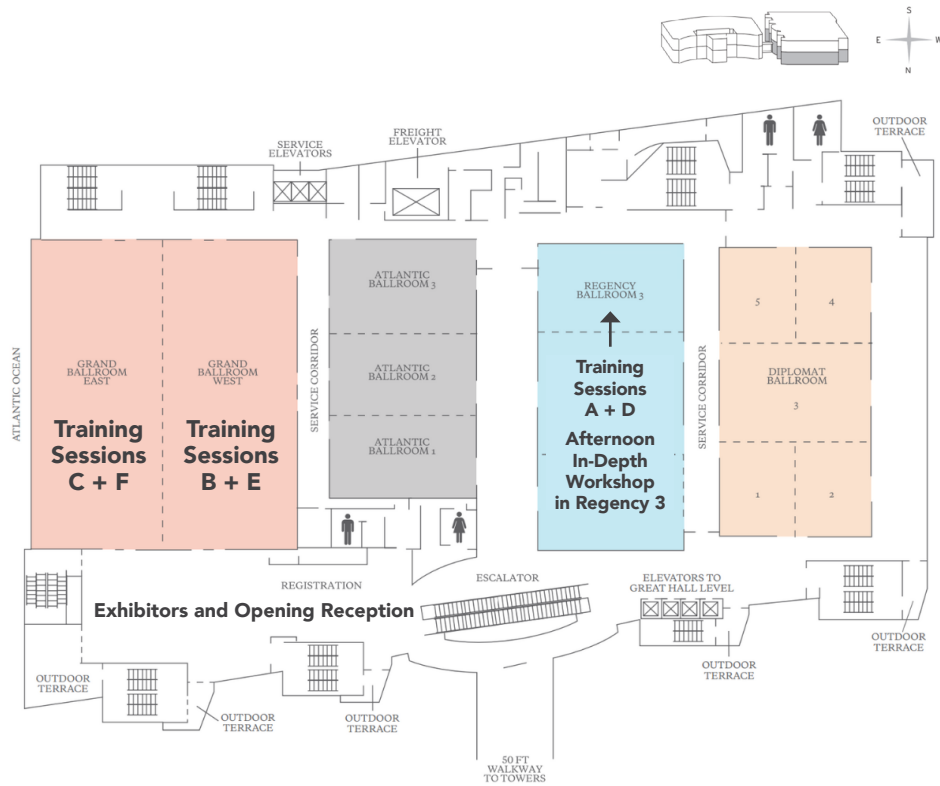 S
E
W
N
OUTDOOR
TERRACE
FREIGHT
ELEVATOR
SERVICE
ELEVATORS
ATLANTIC OCEAN
GRAND
BALLROOM
EAST
Training
Sessions
C + F
GRAND
BALLROOM
WEST
Training
Sessions
B + E
SERVICE CORRIDOR
ATLANTIC
BALLROOM 3
ATLANTIC
BALLROOM 2
ATLANTIC
BALLROOM 1
REGENCY
BALLROOM 3
Training
Sessions
A + D
Afternoon
In-Depth
Workshop
in Regency 3
SERVICE CORRIDOR
5
4
DIPLOMAT
BALLROOM
3
1
2
REGISTRATION
ESCALATOR
ELEVATORS TO
GREAT HALL LEVEL
Exhibitors and Opening Reception
OUTDOOR
TERRACE
OUTDOOR
TERRACE
OUTDOOR
TERRACE
OUTDOOR
TERRACE
OUTDOOR
TERRACE
50 FT
WALKWAY
TO TOWERS